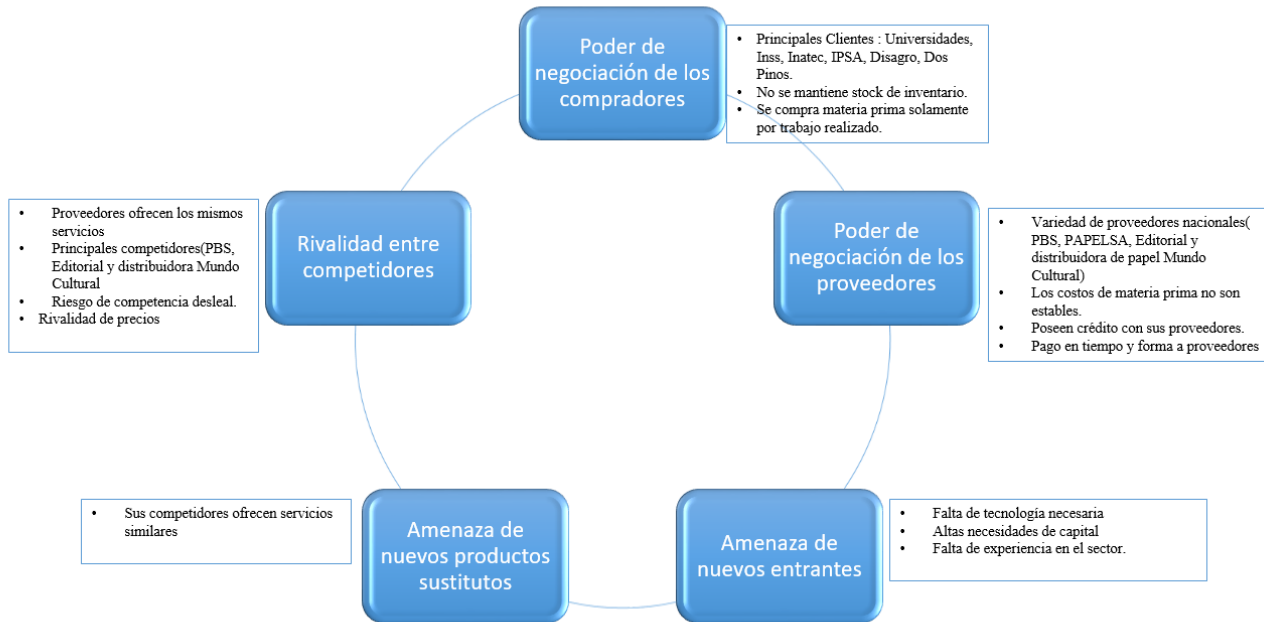 Poder de
negociación de los
compradores
• Principales Clientes : Universidades,
Inss, Inatec, IPSA, Disagro, Dos
Pinos.
• No se mantiene stock de inventario.
• Se compra materia prima solamente
por trabajo realizado.
Poder de
negociación de los
proveedores
• Variedad de proveedores nacionales(
PBS, PAPELSA, Editorial y
distribuidora de papel Mundo
Cultural)
• Los costos de materia prima no son
estables.
• Poseen crédito con sus proveedores.
• Pago en tiempo y forma a proveedores
Amenaza de
nuevos entrantes
• Falta de tecnología necesaria
• Altas necesidades de capital
• Falta de experiencia en el sector.
Amenaza de
nuevos productos
sustitutos
• Sus competidores ofrecen servicios
similares
Rivalidad entre
competidores
• Proveedores ofrecen los mismos
servicios
• Principales competidores(PBS,
Editorial y distribuidora Mundo
Cultural
• Riesgo de competencia desleal.
• Rivalidad de precios